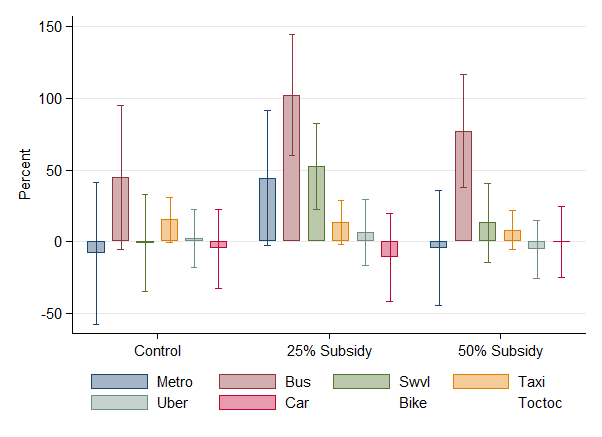 150
100
50
0
-50
Percent
Control 25% Subsidy 50% Subsidy
Metro Bus Swvl Taxi
Uber Car Bike Toctoc